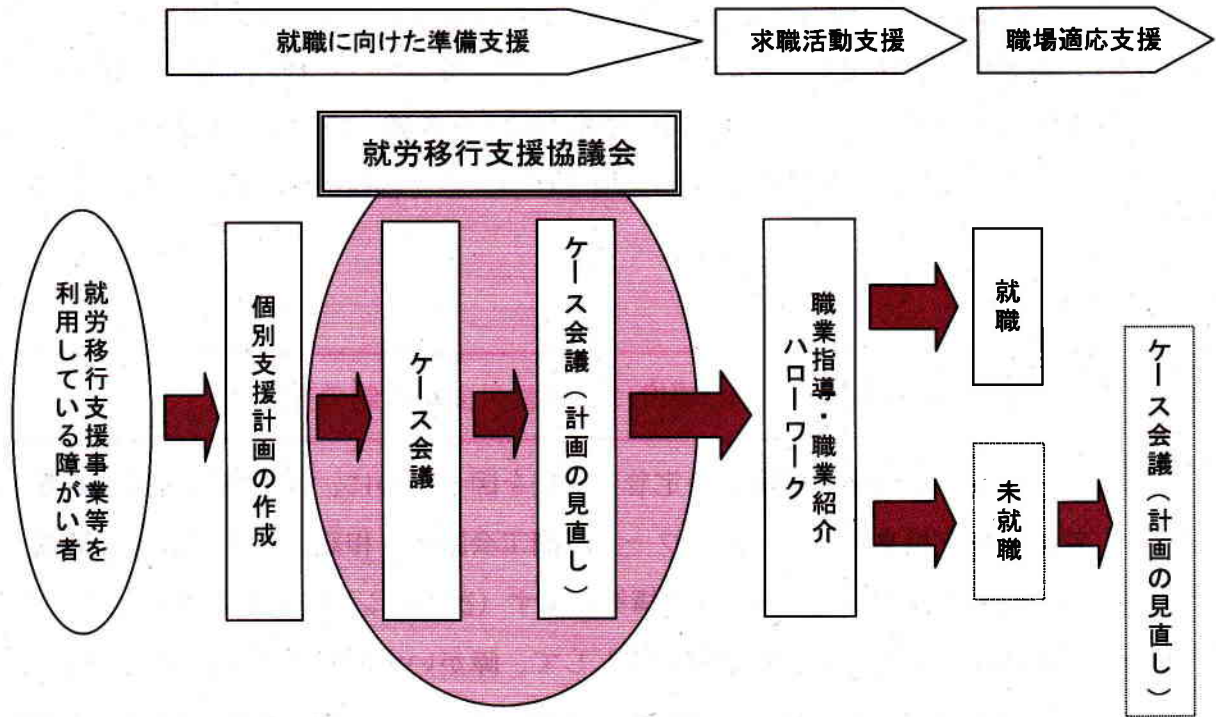 就職に向けた準備支援
求職活動支援
職場適応支援
就労移行支援協議会
就労移行支援事業等を
利用している障がい者
個別支援計画の作成
ケース会議
ケース会議（計画の見直し）
職業指導・職業紹介
ハローワーク
就職
未就職
ケース会議（計画の見直し）